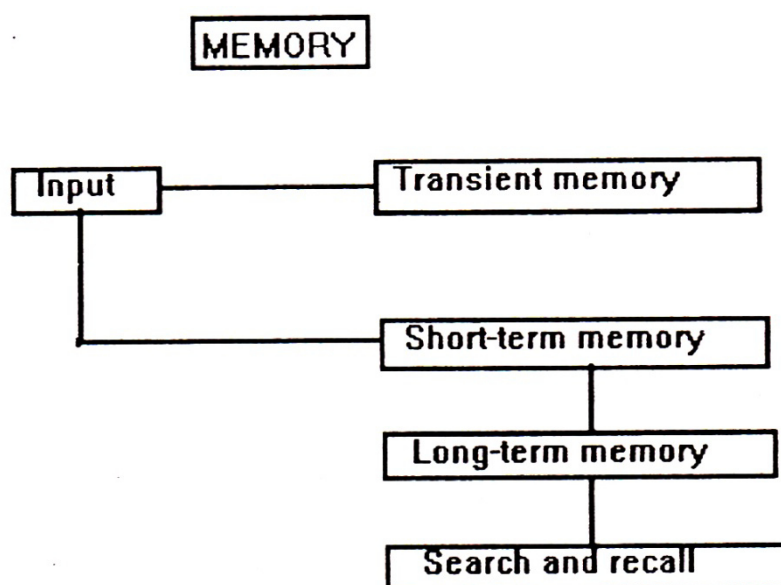 MEMORY
Input
Transient memory
Short-term memory
Long-term memory
Search and recall